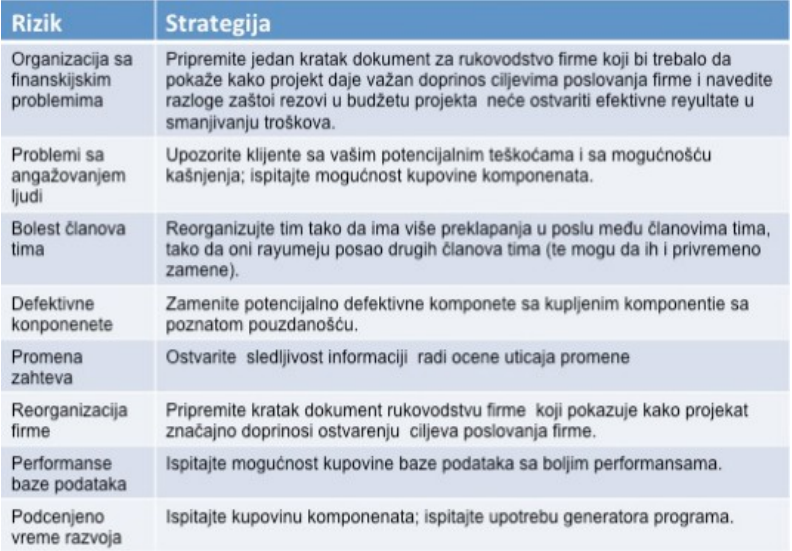 Rizik Strategija
Organizacija sa Pripremite jedan kratak dokument za rukovodstvo firme koji bi trebalo da
finanskijskim pokaže kako projekt daje važan doprinos ciljevima poslovanja firme i navedite
problemima razloge zaštoi rezovi u budžetu projekta neće ostvariti efektivne reyultate u
smanjivanju troškova.
Problemi sa Upozorite klijente sa vašim potencijalnim teškoćama i sa mogućnošću
angažovanjem kašnjenja; ispitajte mogućnost kupovine komponenata.
ljudi
Bolest članova Reorganizujte tim tako da ima više preklapanja u poslu među članovima tima,
tima tako da oni rayumeju posao drugih članova tima (te mogu da ih i privremeno
zamene).
Defektivne Zamenite potencijalno defektivne komponete sa kupljenim komponentie sa
konponenete poznatom pouzdanošću.
Promena Ostvarite sledljivost informaciji radi ocene uticaja promene
zahteva
Reorganizacija Pripremite kratak dokument rukovodstvu firme koji pokazuje kako projekat
firme značajno doprinosi ostvarenju ciljeva poslovanja firme.
Performanse Ispitajte mogućnost kupovine baze podataka sa boljim performansama.
baze podataka
Podcenjeno Ispitajte kupovinu komponenata; ispitajte upotrebu generatora programa.
vreme razvoja